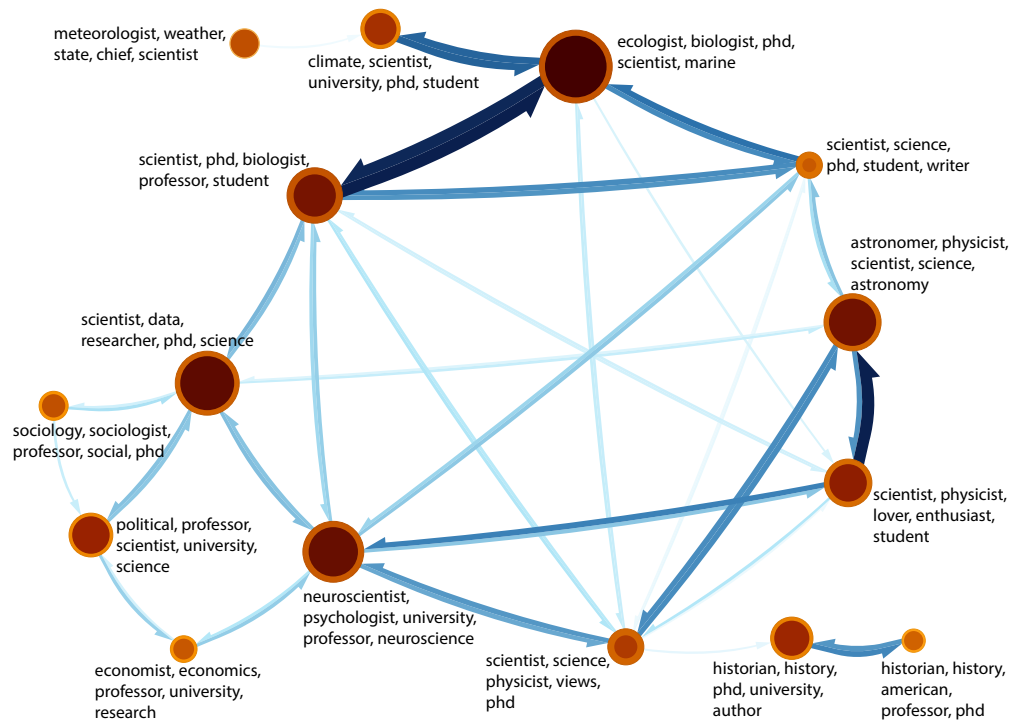 meteorologist, weather,
state, chief, scientist
climate, scientist,
university, phd, student
ecologist, biologist, phd,
scientist, marine
scientist, phd, biologist,
professor, student
scientist, science,
phd, student, writer
astronomer, physicist,
scientist, science,
astronomy
scientist, data,
researcher, phd, science
sociology, sociologist,
professor, social, phd
political, professor,
scientist, university,
science
scientist, physicist,
lover, enthusiast,
student
neuroscientist,
psychologist, university,
professor, neuroscience
economist, economics,
professor, university,
research
scientist, science,
physicist, views,
phd
historian, history,
phd, university,
author
historian, history,
american,
professor, phd